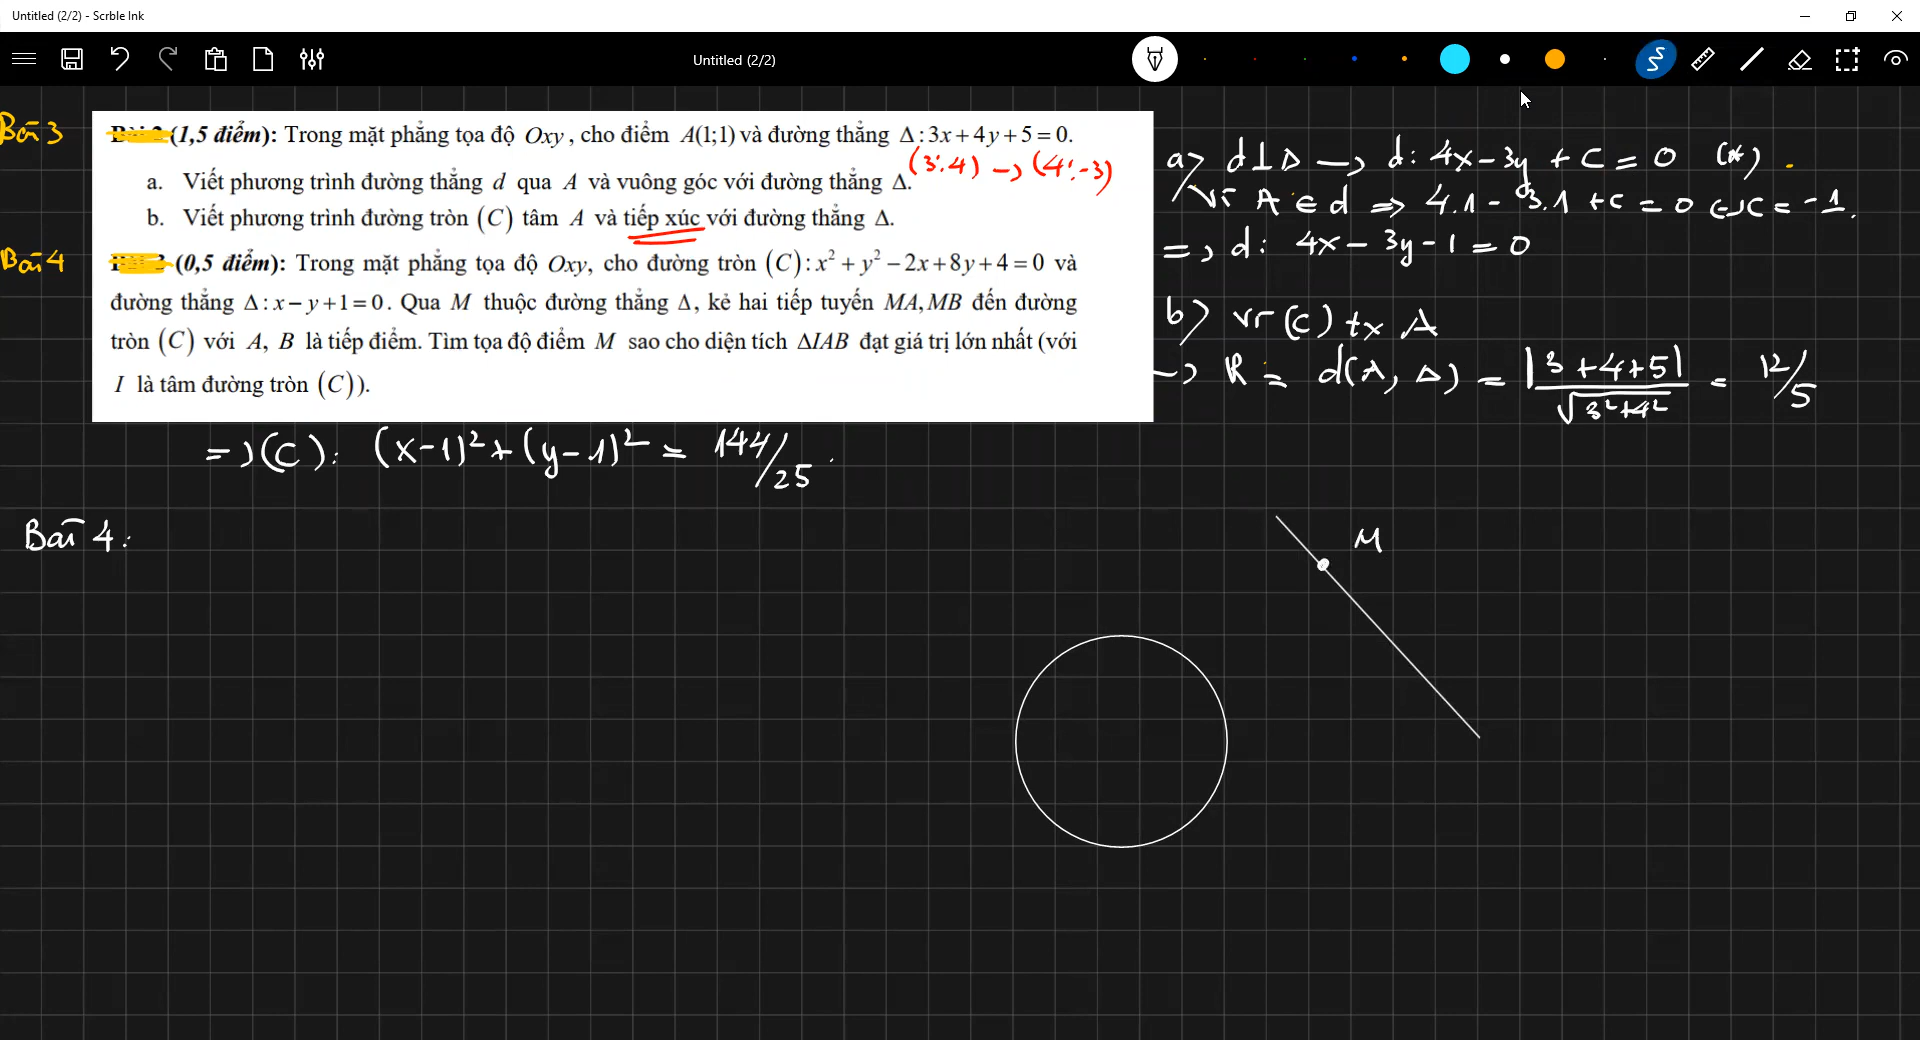 Untitled (2/2) - Scrble Ink
Untitled (2/2)
Bài 3
(1,5 điểm): Trong mặt phẳng tọa độ Oxy, cho điểm A(1;1) và đường thẳng Δ:3x+4y+5=0.
(3;4) → (4;-3)
a. Viết phương trình đường thẳng d qua A và vuông góc với đường thẳng Δ.
b. Viết phương trình đường tròn (C) tâm A và tiếp xúc với đường thẳng Δ.
Bài 4
(0,5 điểm): Trong mặt phẳng tọa độ Oxy, cho đường tròn (C): x² + y² − 2x + 8y + 4 = 0 và
đường thẳng Δ: x − y + 1 = 0. Qua M thuộc đường thẳng Δ, kẻ hai tiếp tuyến MA, MB đến đường
tròn (C) với A, B là tiếp điểm. Tìm tọa độ điểm M sao cho diện tích ΔIAB đạt giá trị lớn nhất (với
I là tâm đường tròn (C)).
a> d⊥Δ → d: 4x−3y + C = 0 (*)
Vì A ∈ d => 4.1 − 3.1 + C = 0 <=> C = −1.
=> d: 4x − 3y − 1 = 0
b> Vì (C) tx Δ
→ R = d(A, Δ) = |3+4+5|/√3²+4² = 12/5
=> (C): (x−1)² + (y−1)² = 144/25.
Bài 4:
M